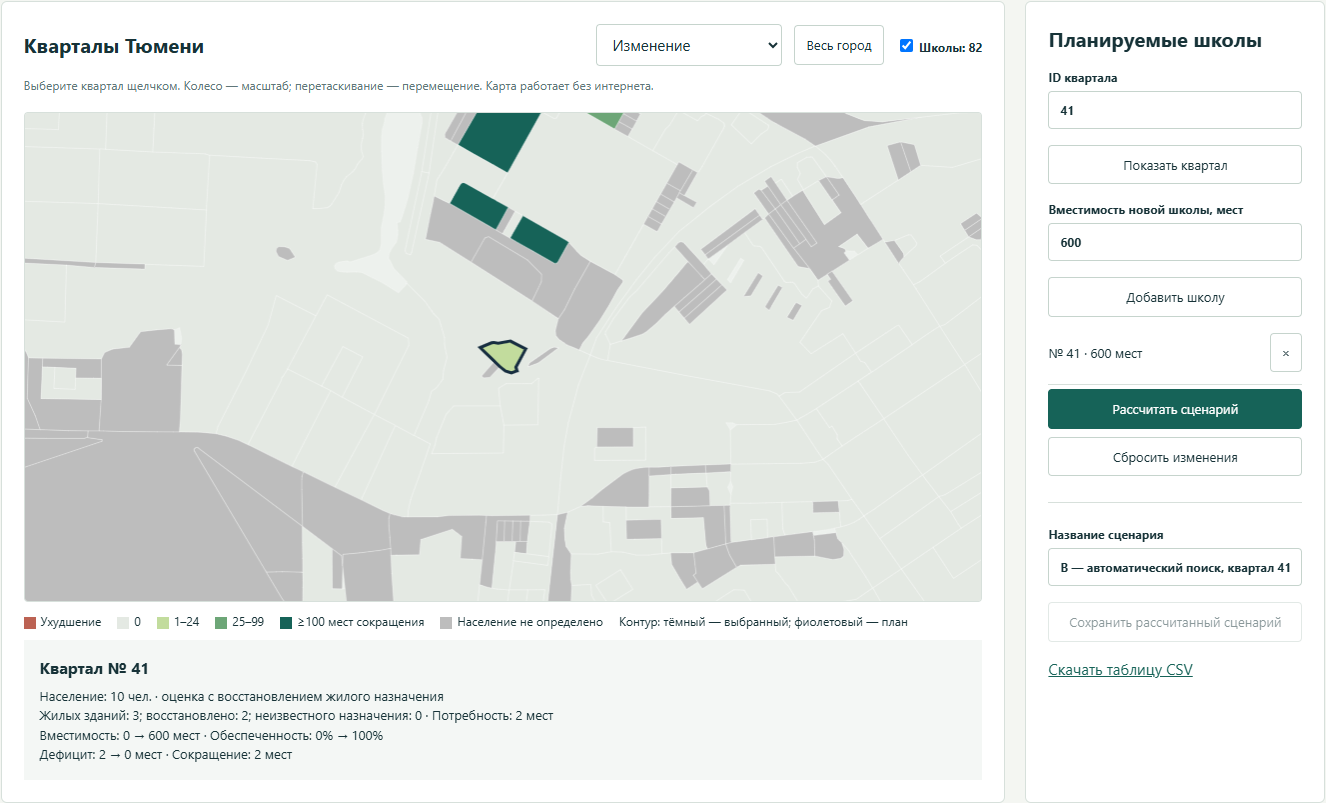 Кварталы Тюмени
Изменение
Весь город
Школы: 82
Выберите квартал щелчком. Колесо — масштаб; перетаскивание — перемещение. Карта работает без интернета.
Ухудшение
0
1–24
25–99
≥100 мест сокращения
Население не определено
Контур: тёмный — выбранный; фиолетовый — план
Квартал № 41
Население: 10 чел. · оценка с восстановлением жилого назначения
Жилых зданий: 3; восстановлено: 2; неизвестного назначения: 0 · Потребность: 2 мест
Вместимость: 0 → 600 мест · Обеспеченность: 0% → 100%
Дефицит: 2 → 0 мест · Сокращение: 2 мест
Планируемые школы
ID квартала
41
Показать квартал
Вместимость новой школы, мест
600
Добавить школу
№ 41 · 600 мест
×
Рассчитать сценарий
Сбросить изменения
Название сценария
В — автоматический поиск, квартал 41
Сохранить рассчитанный сценарий
Скачать таблицу CSV